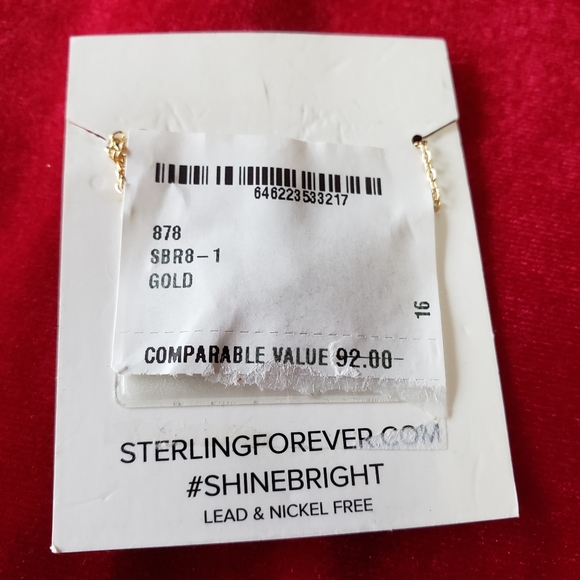 646223533217
878
SBR8-1
GOLD
16
COMPARABLE VALUE 92.00
STERLINGFOREVER.COM
#SHINEBRIGHT
LEAD & NICKEL FREE